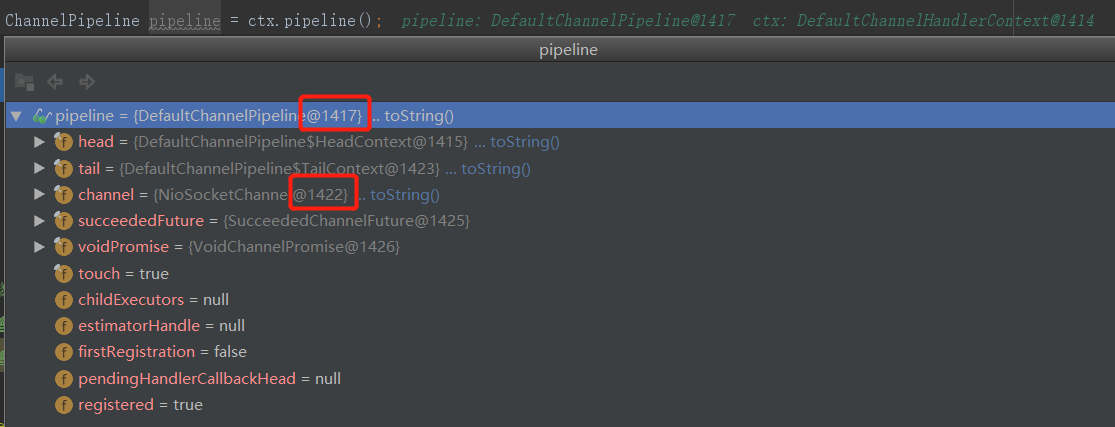 ChannelPipeline pipeline = ctx.pipeline(); pipeline: DefaultChannelPipeline@1417 ctx: DefaultChannelHandlerContext@1414
pipeline
pipeline = {DefaultChannelPipeline@1417} ... toString()
head = {DefaultChannelPipeline$HeadContext@1415} ... toString()
tail = {DefaultChannelPipeline$TailContext@1423} ... toString()
channel = {NioSocketChannel@1422} ... toString()
succeededFuture = {SucceededChannelFuture@1425}
voidPromise = {VoidChannelPromise@1426}
touch = true
childExecutors = null
estimatorHandle = null
firstRegistration = false
pendingHandlerCallbackHead = null
registered = true